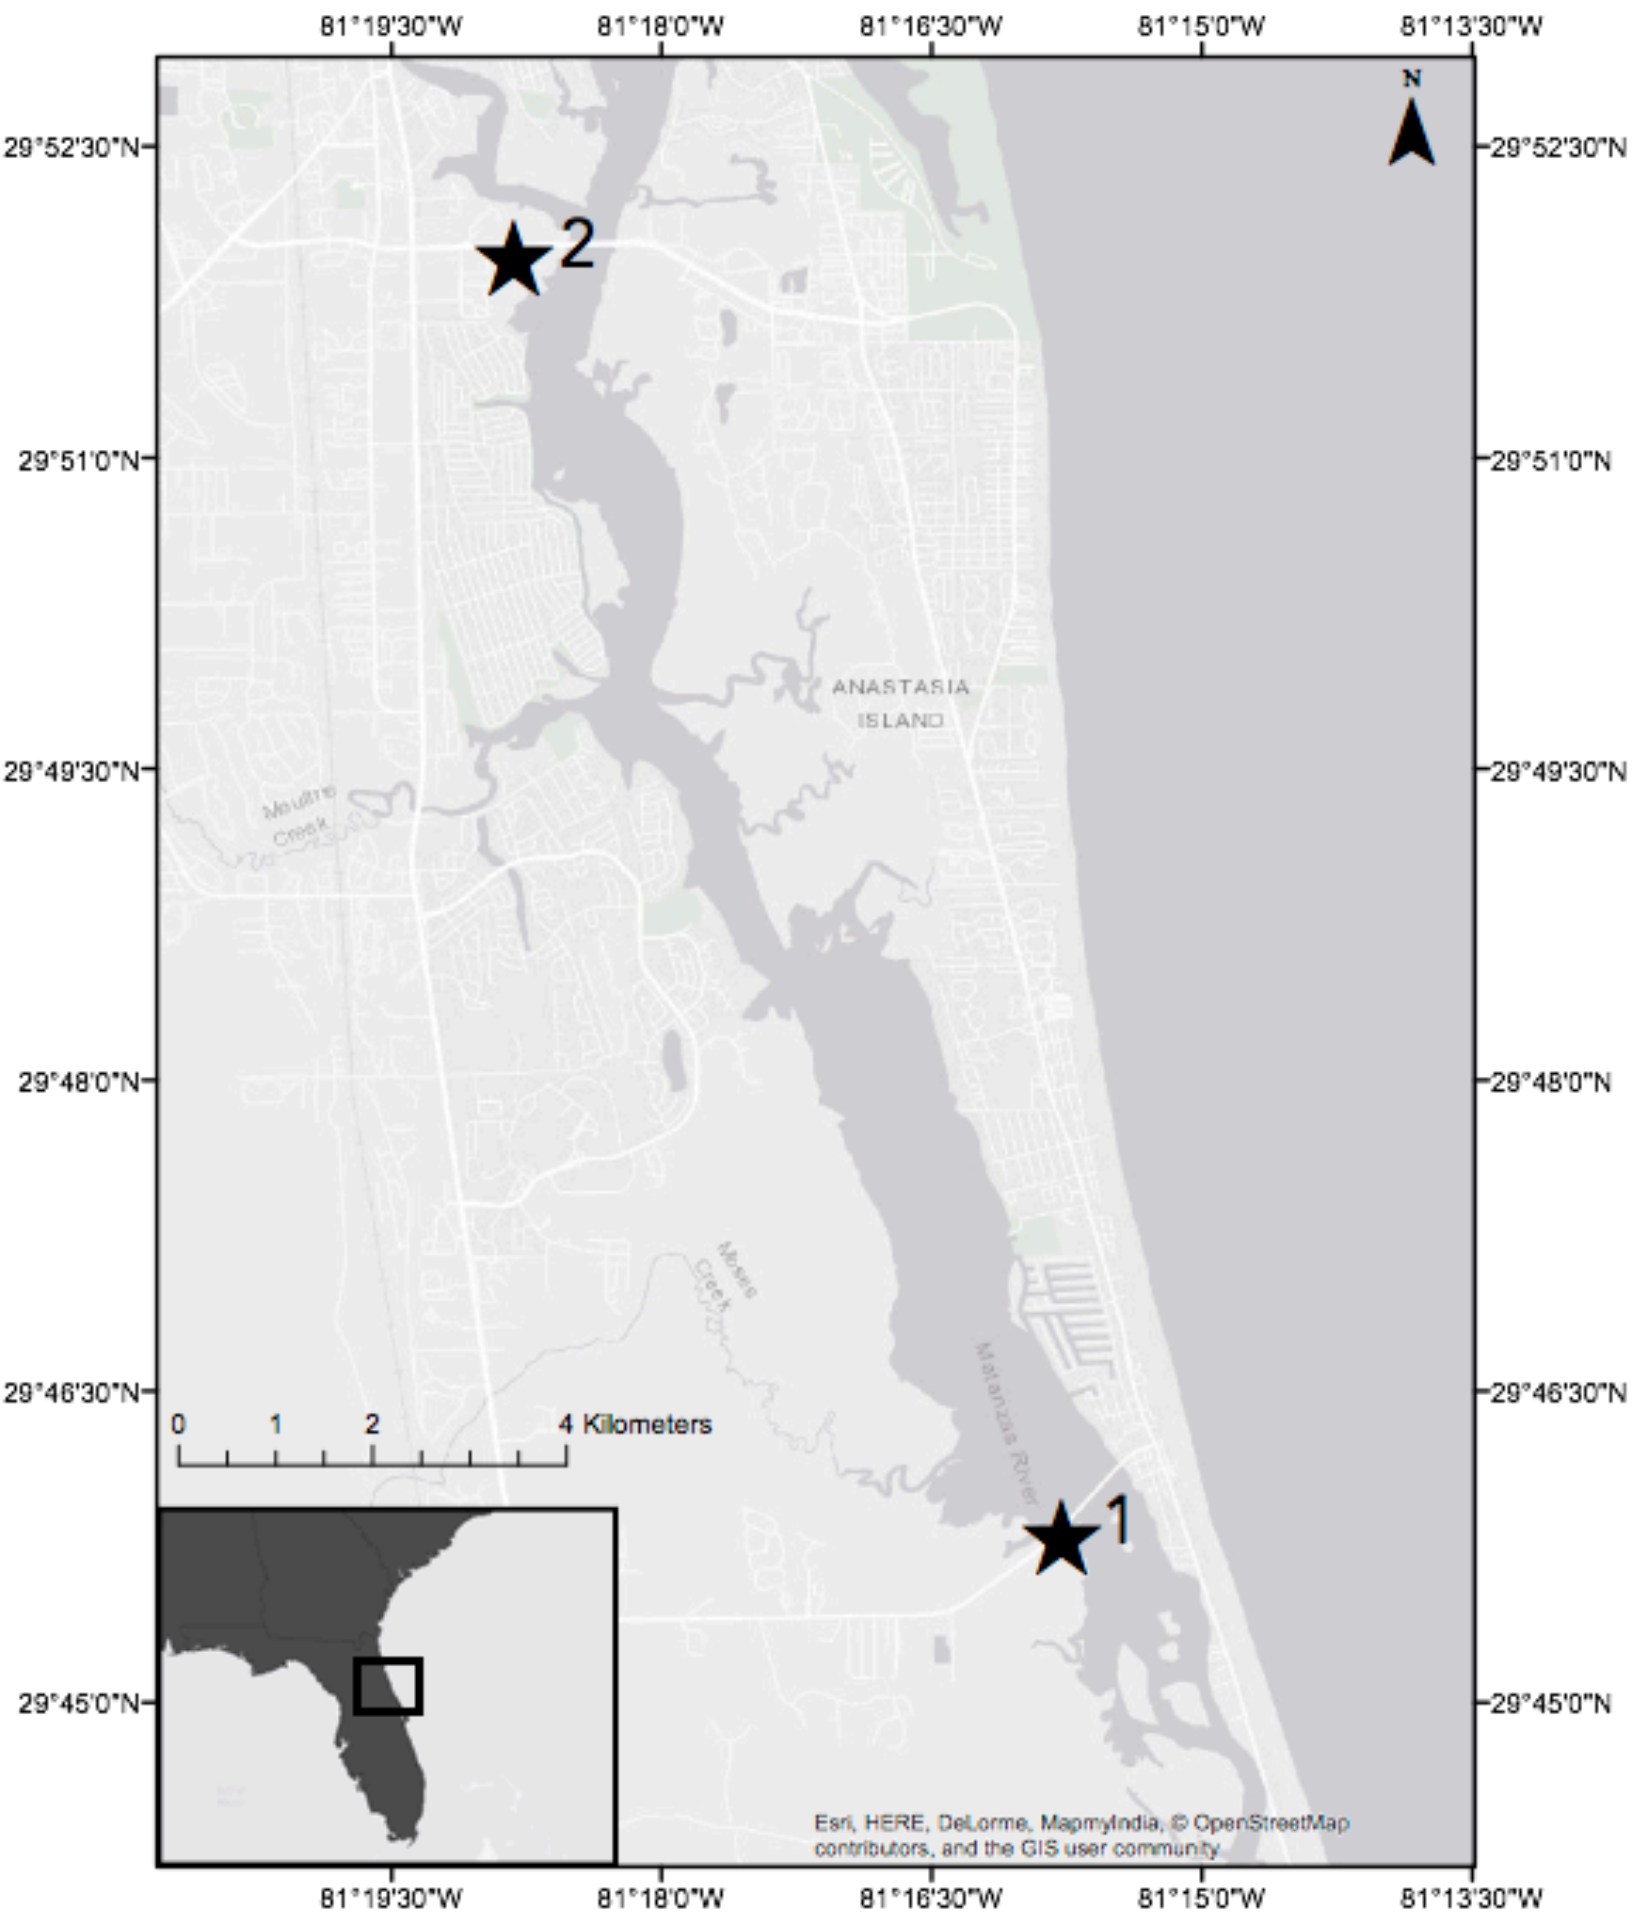 81°19'30"W 81°18'0"W 81°16'30"W 81°15'0"W 81°13'30"W
N
29°52'30"N 29°52'30"N
2
29°51'0"N 29°51'0"N
ANASTASIA
ISLAND
29°49'30"N 29°49'30"N
Moultrie
Creek
29°48'0"N 29°48'0"N
Moses
Creek
Matanzas River
29°46'30"N 29°46'30"N
0 1 2 4 Kilometers
1
29°45'0"N 29°45'0"N
Esri, HERE, DeLorme, MapmyIndia, © OpenStreetMap
contributors, and the GIS user community
81°19'30"W 81°18'0"W 81°16'30"W 81°15'0"W 81°13'30"W